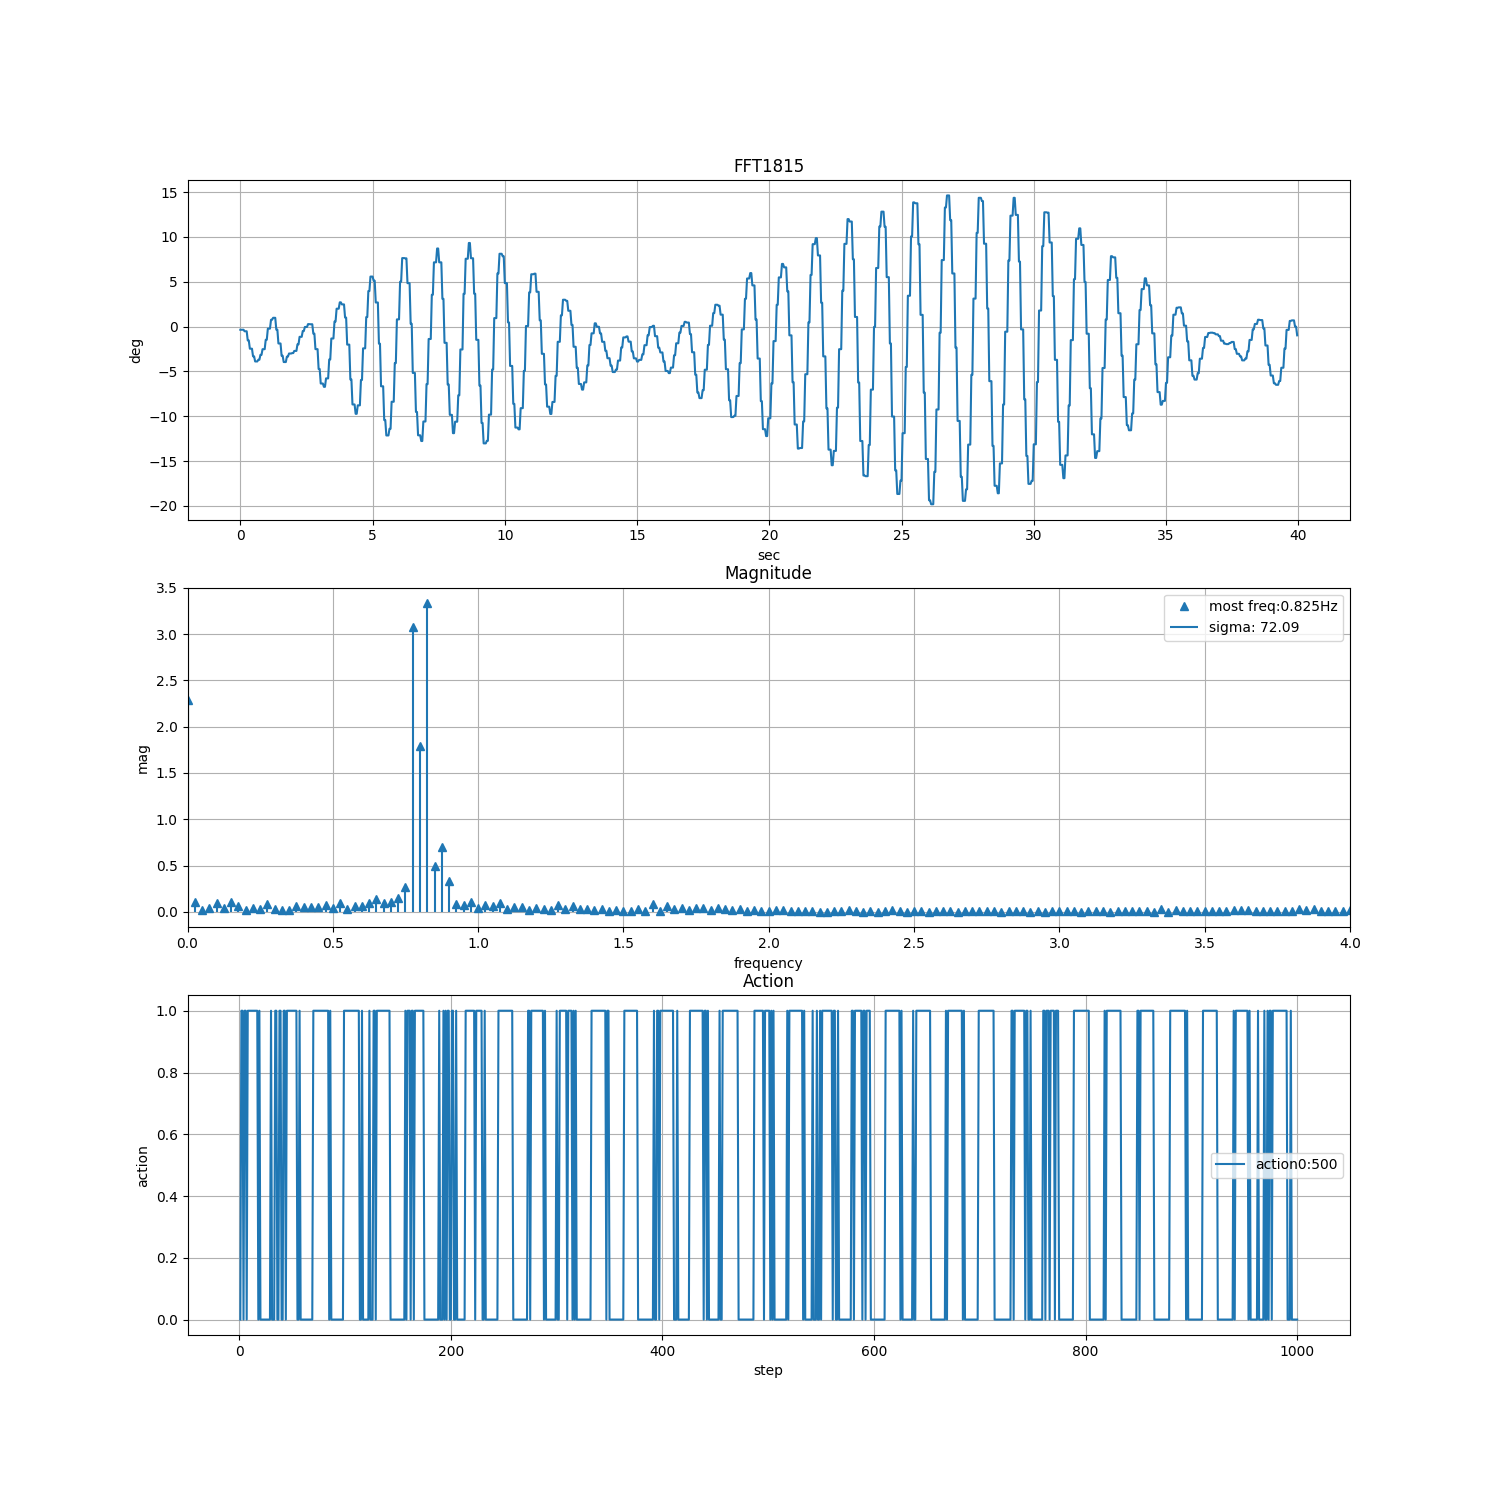 FFT1815
15
10
5
0
−5
−10
−15
−20
deg
0 5 10 15 20 25 30 35 40
sec
Magnitude
3.5
3.0
2.5
2.0
1.5
1.0
0.5
0.0
mag
most freq:0.825Hz
sigma: 72.09
0.0 0.5 1.0 1.5 2.0 2.5 3.0 3.5 4.0
frequency
Action
1.0
0.8
0.6
0.4
0.2
0.0
action
action0:500
0 200 400 600 800 1000
step